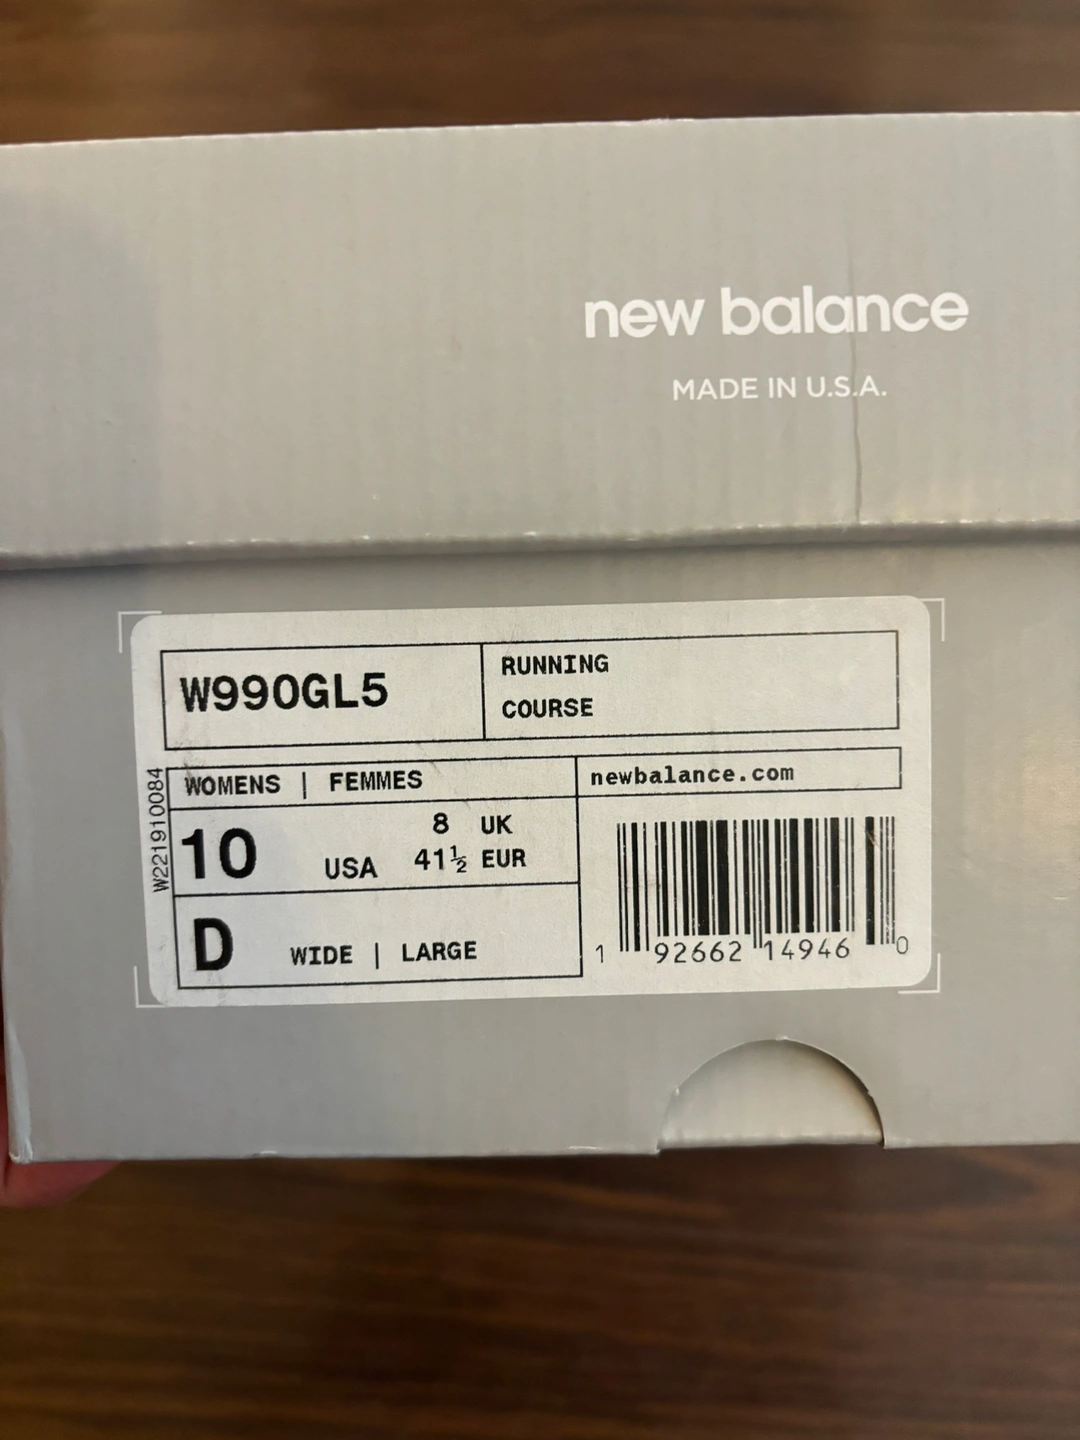 new balance
MADE IN U.S.A.
W990GL5
RUNNING
COURSE
W221910084
WOMENS | FEMMES
newbalance.com
10 USA 8 UK
41½ EUR
D WIDE | LARGE
1 92662 14946 0